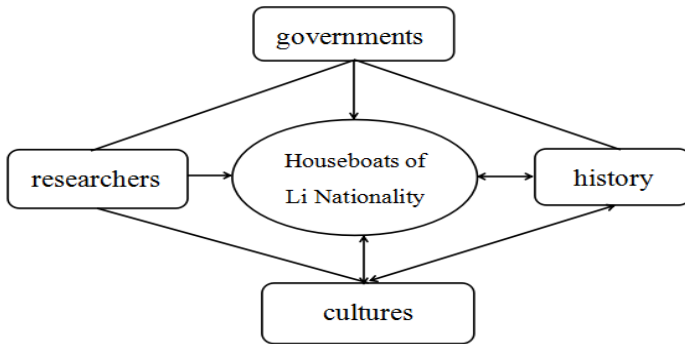 governments
Houseboats of
Li Nationality
researchers
history
cultures